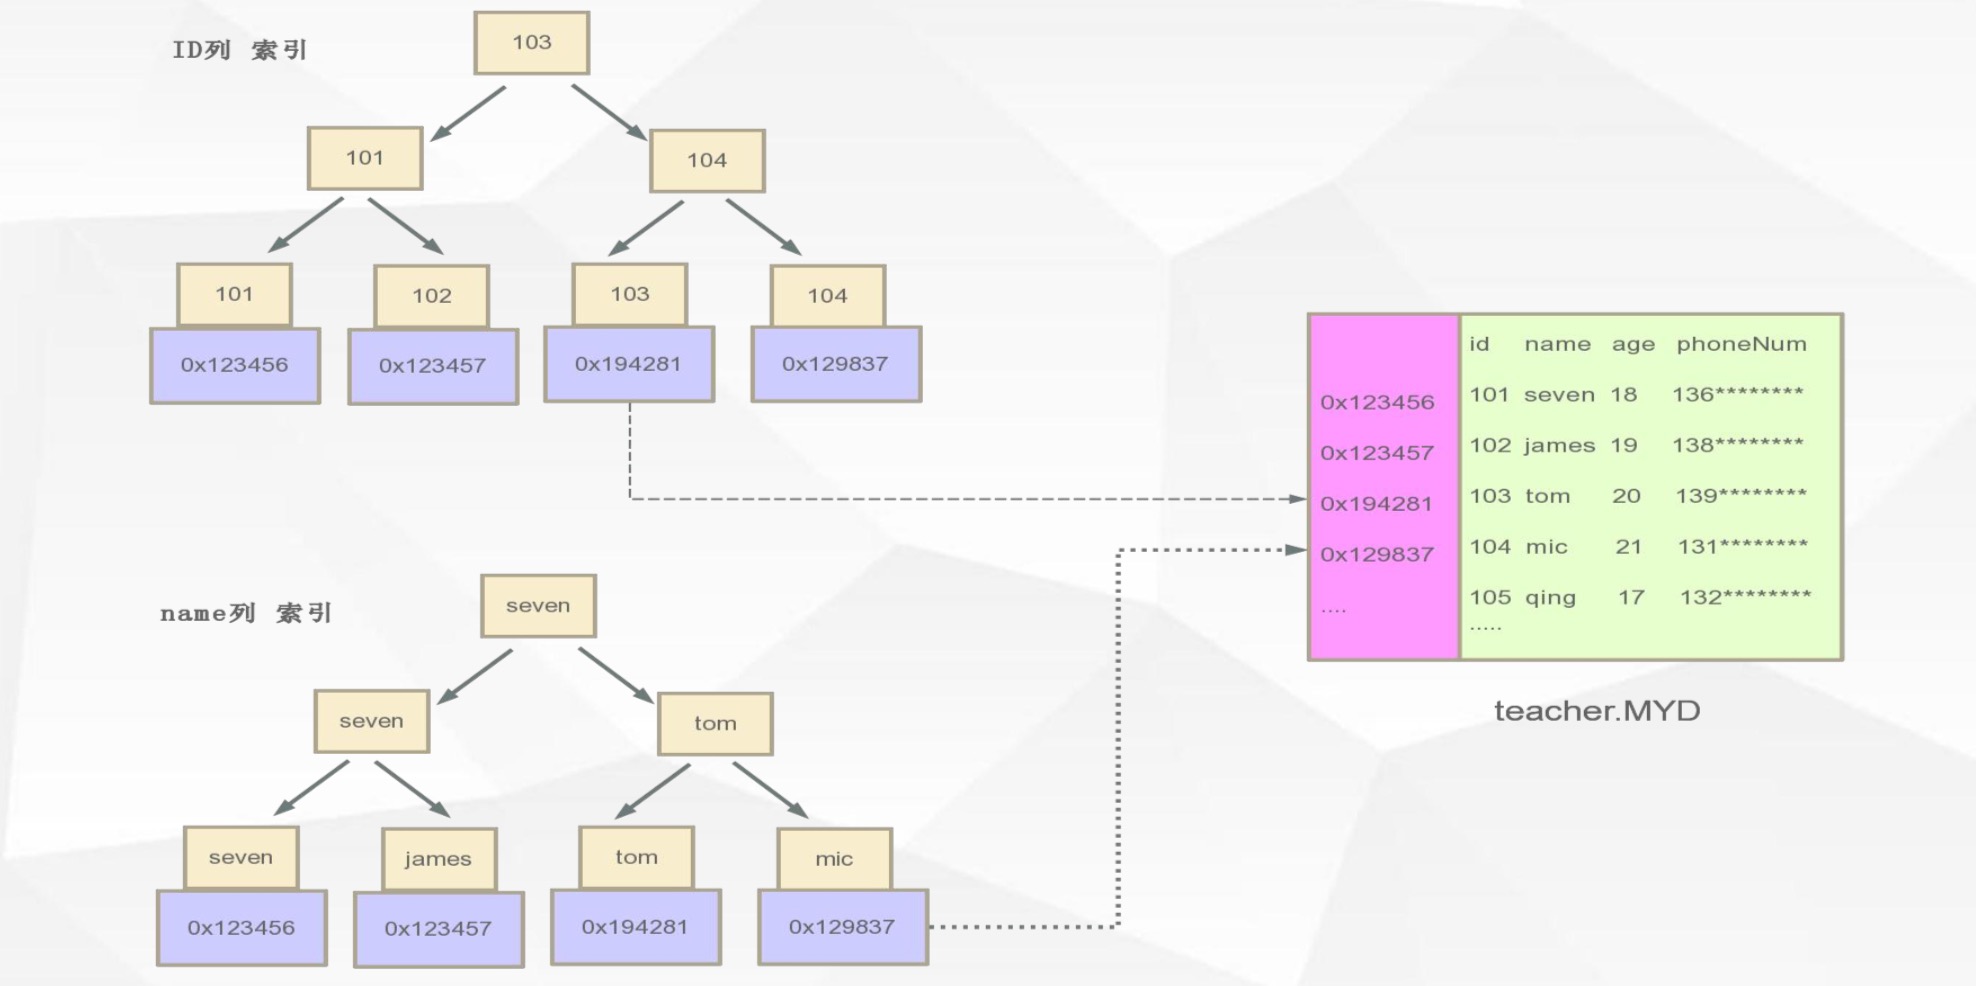 ID列 索引
103
101
104
101
102
103
104
0x123456
0x123457
0x194281
0x129837
name列 索引
seven
seven
tom
seven
james
tom
mic
0x123456
0x123457
0x194281
0x129837
id name age phoneNum
0x123456 101 seven 18 136********
0x123457 102 james 19 138********
0x194281 103 tom 20 139********
0x129837 104 mic 21 131********
.... 105 qing 17 132********
.....
teacher.MYD